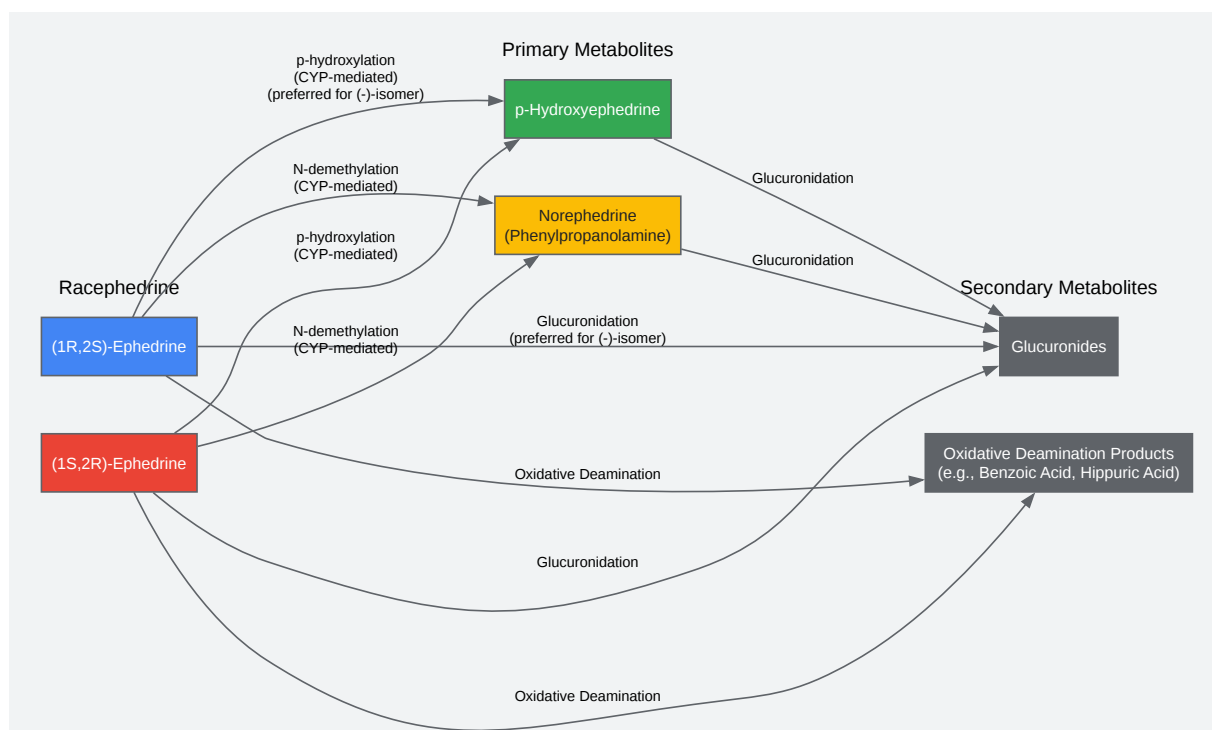 Primary Metabolites
p-hydroxylation
(CYP-mediated)
(preferred for (-)-isomer)
p-Hydroxyephedrine
N-demethylation
(CYP-mediated)
Glucuronidation
Norephedrine
(Phenylpropanolamine)
p-hydroxylation
(CYP-mediated)
Glucuronidation
Racephedrine
Secondary Metabolites
(1R,2S)-Ephedrine
N-demethylation
(CYP-mediated)
Glucuronidation
(preferred for (-)-isomer)
Glucuronides
(1S,2R)-Ephedrine
Oxidative Deamination
Oxidative Deamination Products
(e.g., Benzoic Acid, Hippuric Acid)
Glucuronidation
Oxidative Deamination